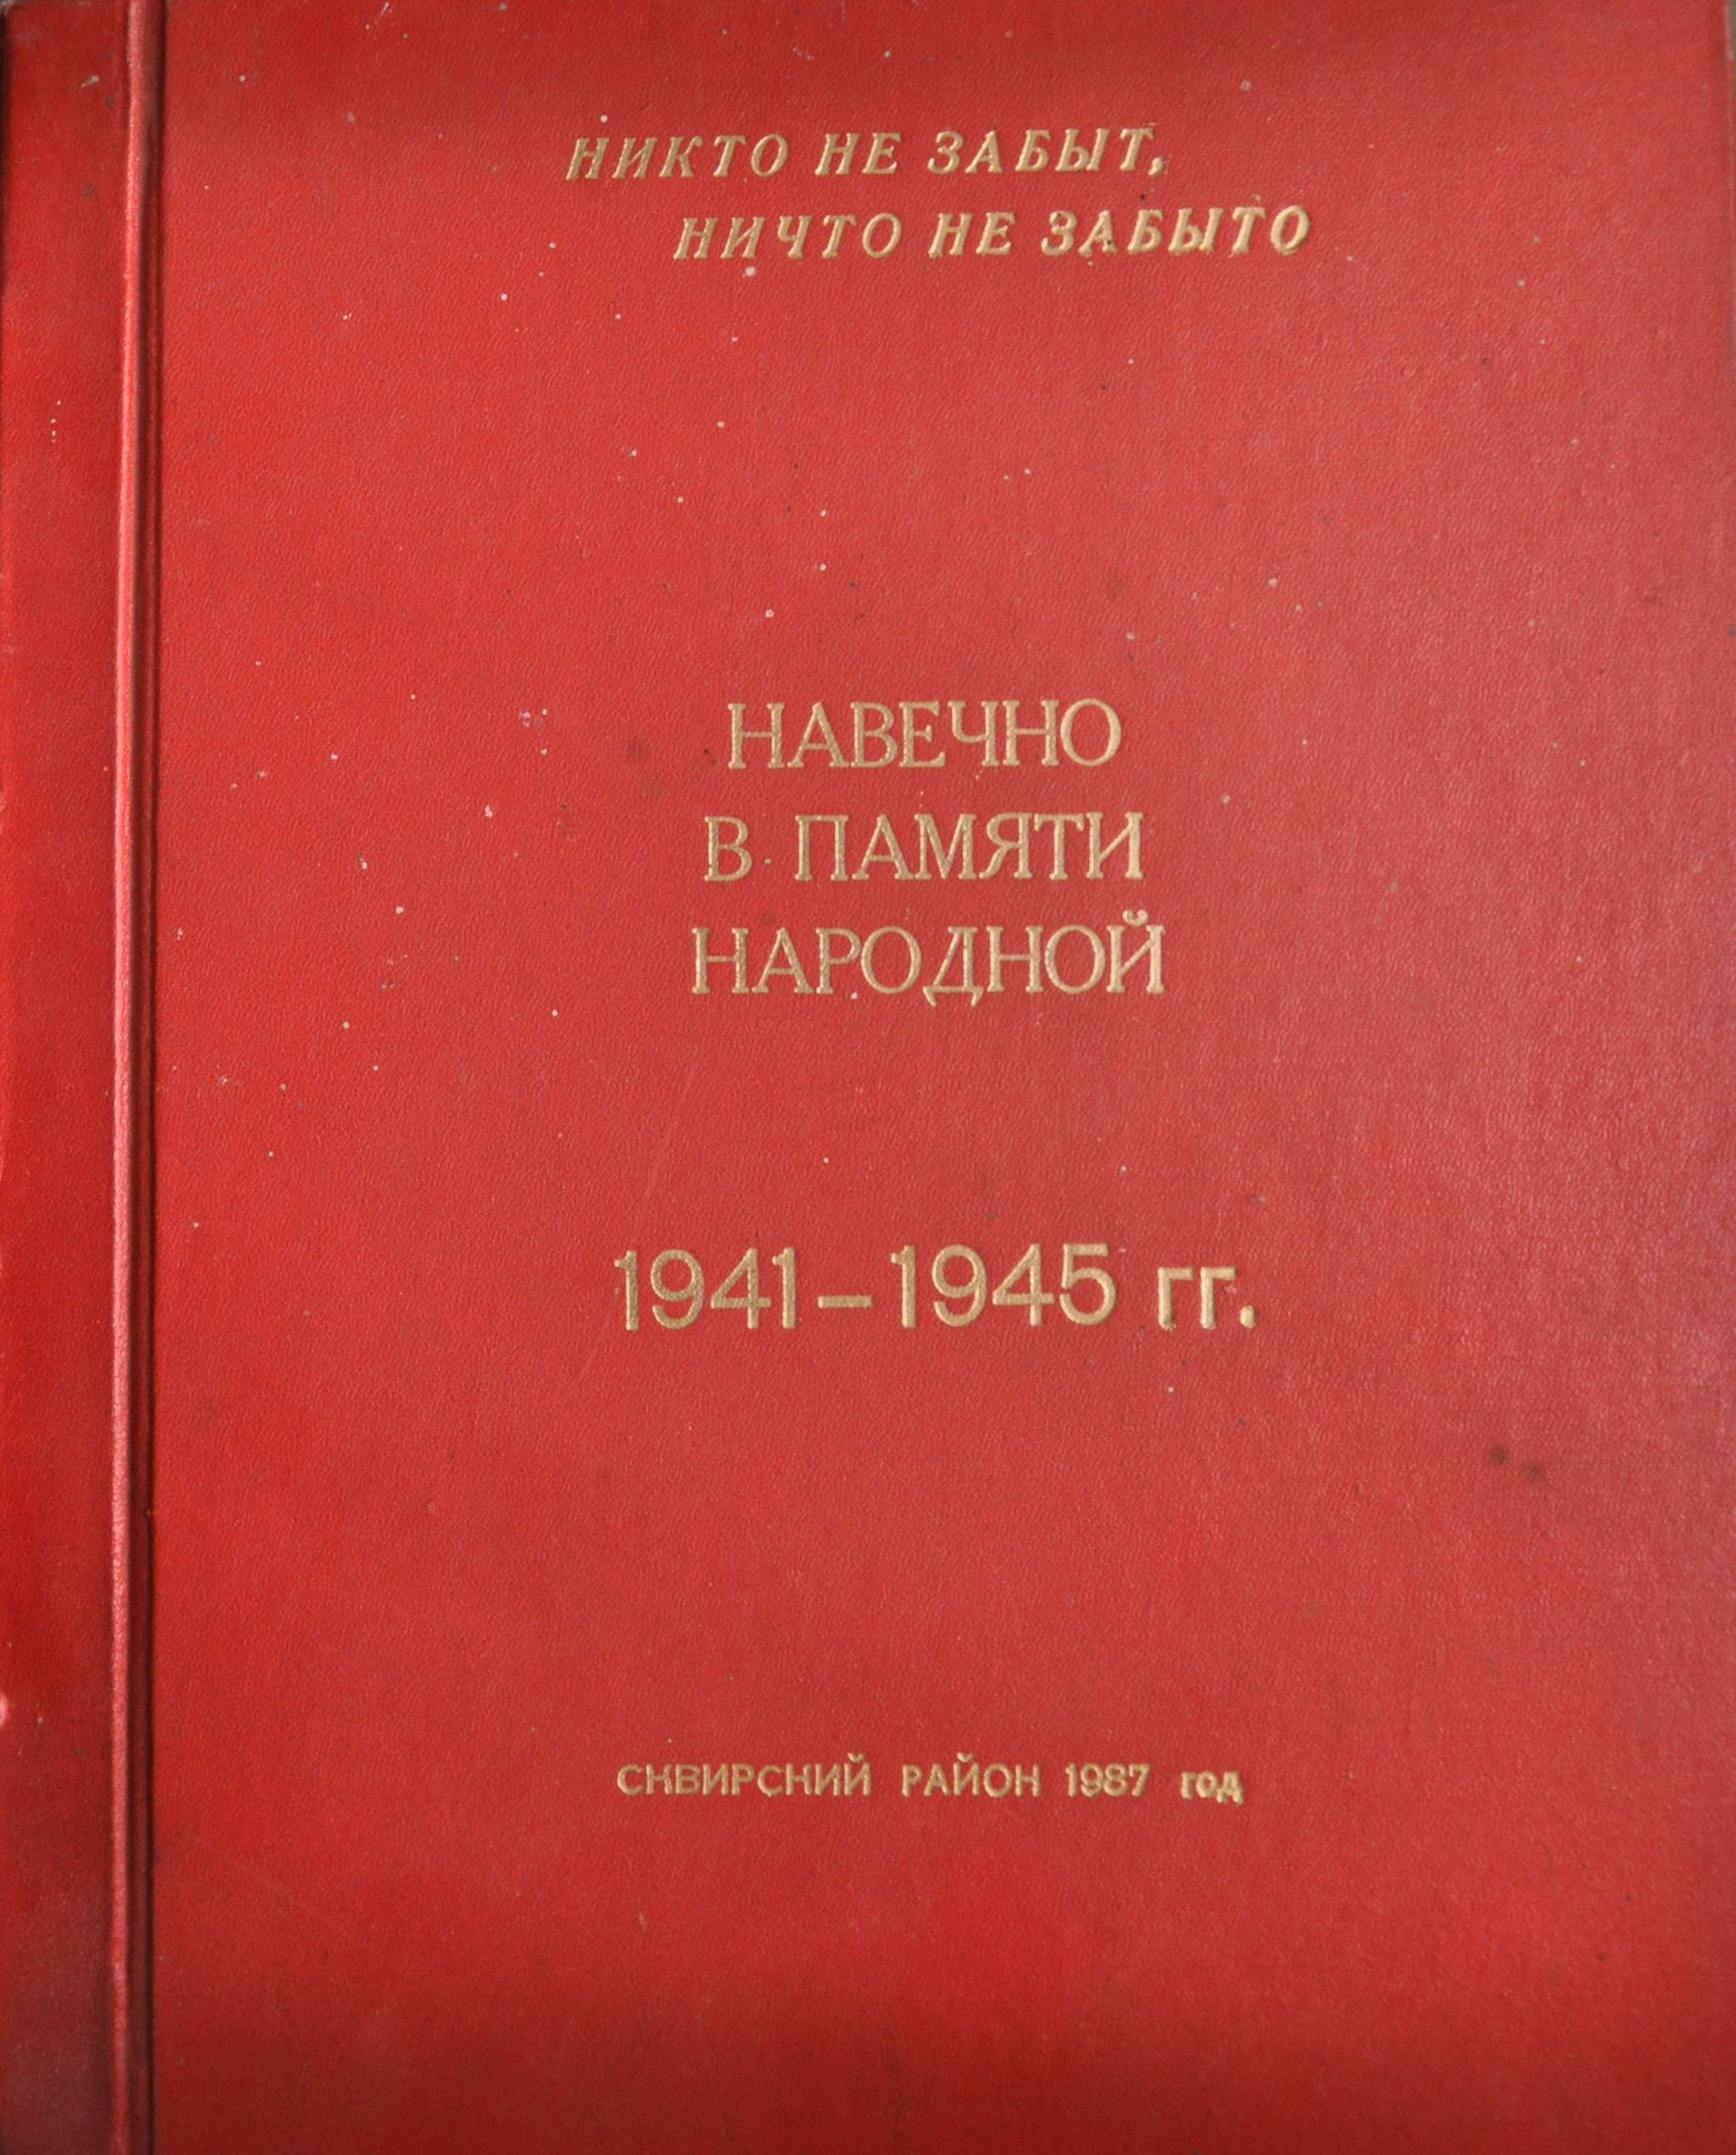 НИКТО НЕ ЗАБЫТ,
НИЧТО НЕ ЗАБЫТО
НАВЕЧНО
В ПАМЯТИ
НАРОДНОЙ
1941–1945 гг.
СКВИРСКИЙ РАЙОН 1987 год